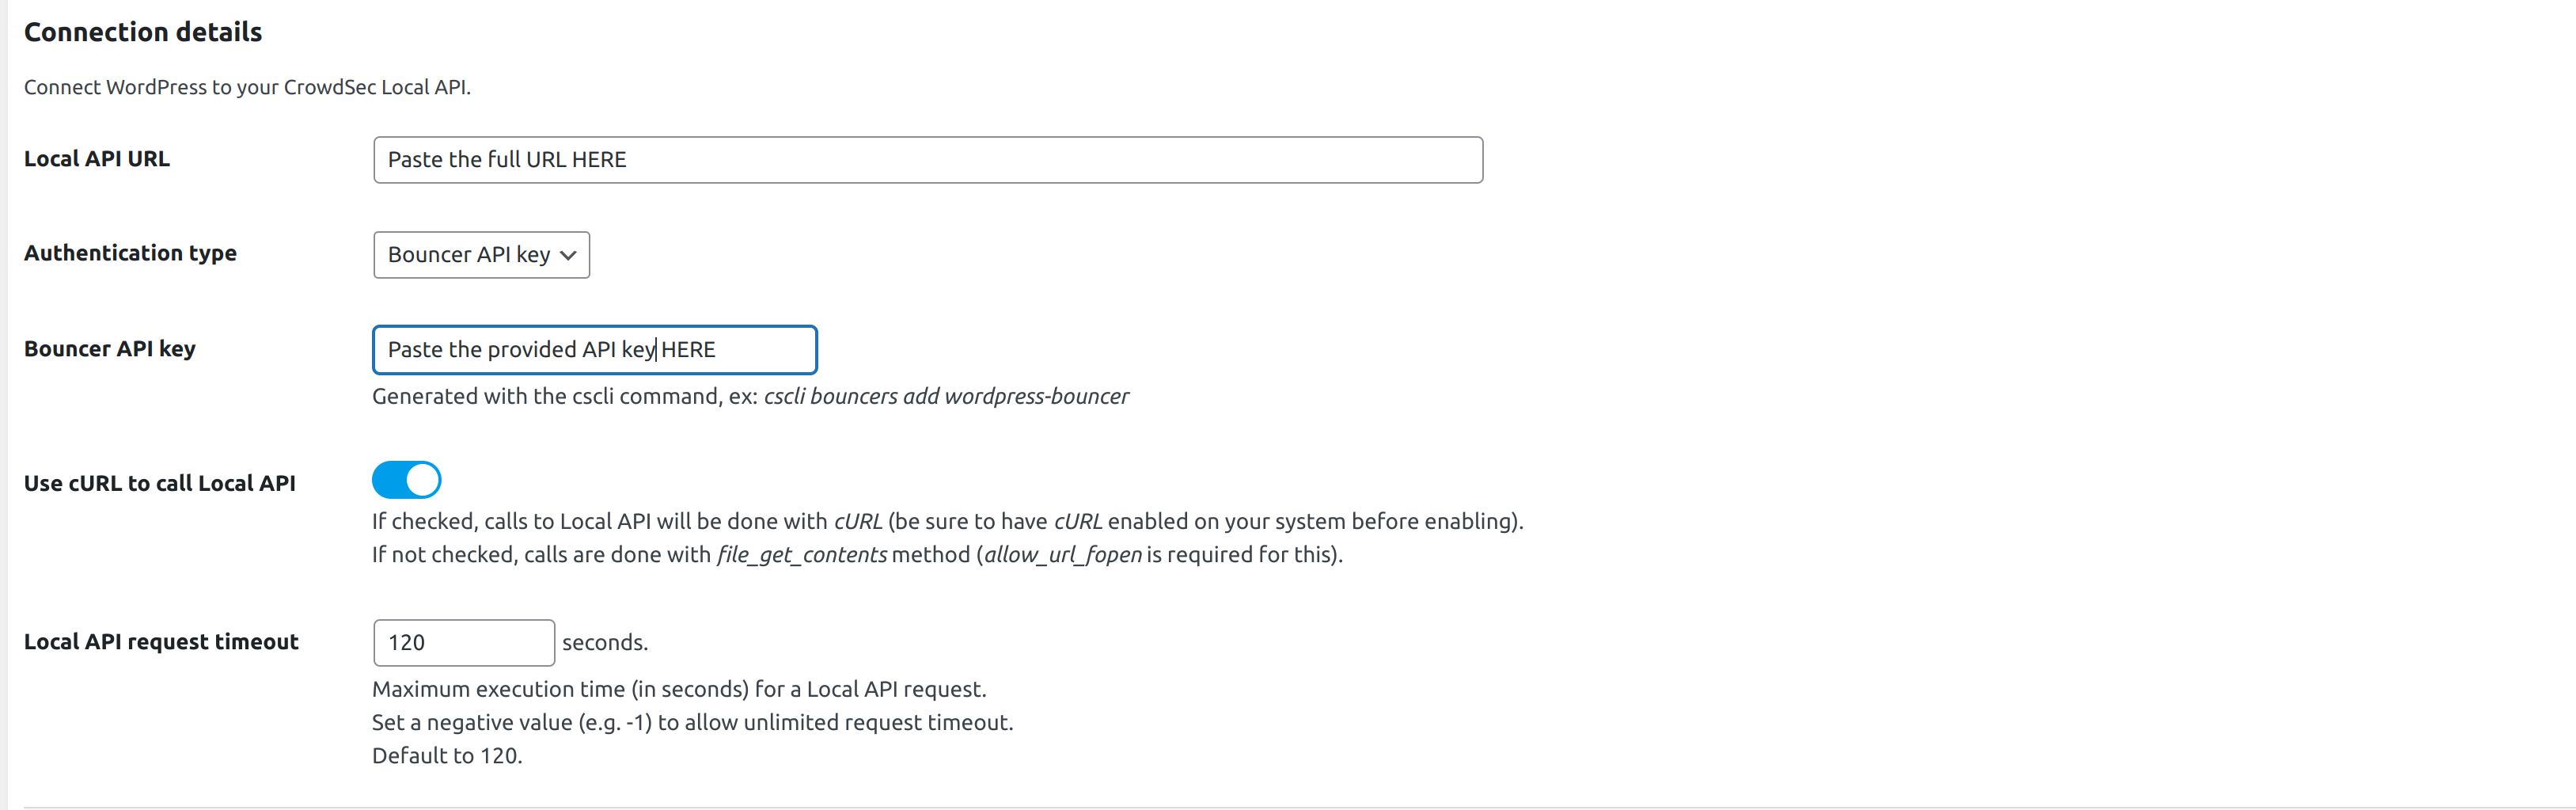 Connection details
Connect WordPress to your CrowdSec Local API.
Local API URL
Paste the full URL HERE
Authentication type
Bouncer API key
Bouncer API key
Paste the provided API key HERE
Generated with the cscli command, ex: cscli bouncers add wordpress-bouncer
Use cURL to call Local API
If checked, calls to Local API will be done with cURL (be sure to have cURL enabled on your system before enabling).
If not checked, calls are done with file_get_contents method (allow_url_fopen is required for this).
Local API request timeout
120 seconds.
Maximum execution time (in seconds) for a Local API request.
Set a negative value (e.g. -1) to allow unlimited request timeout.
Default to 120.